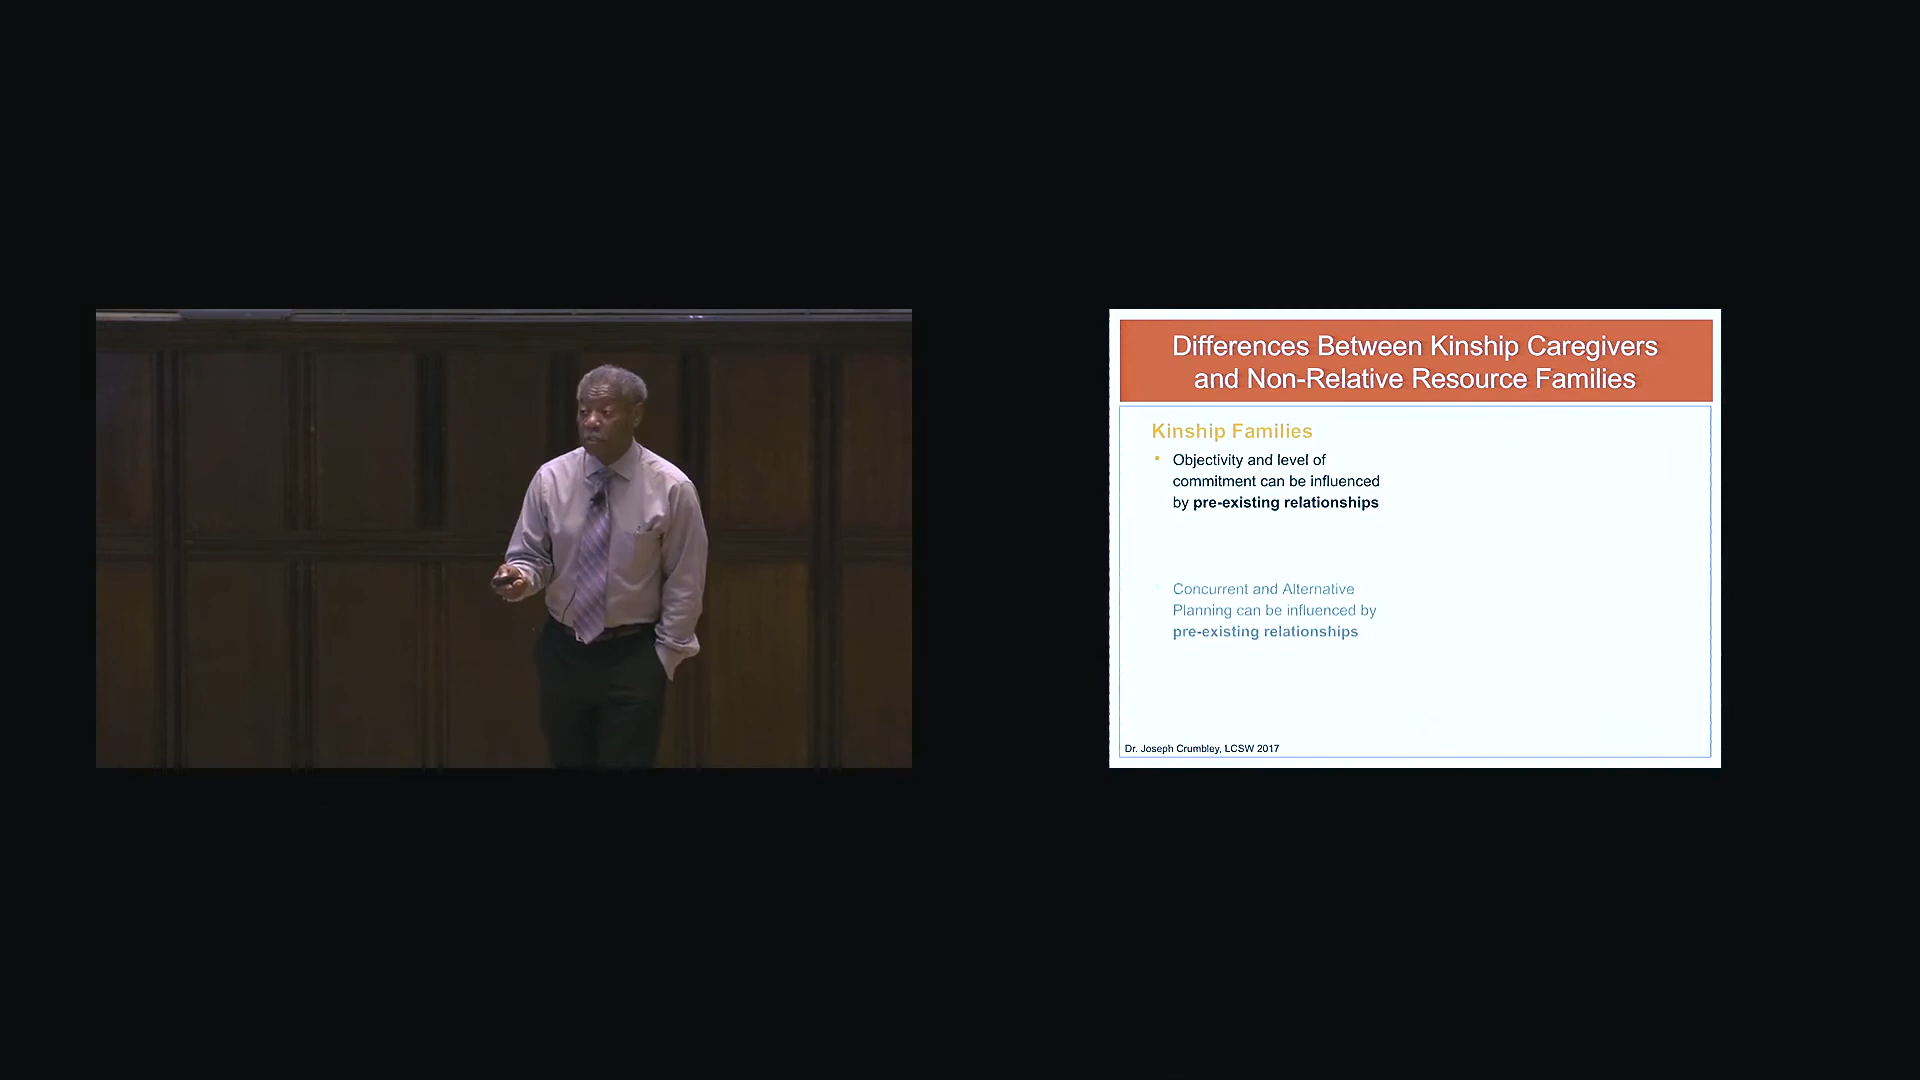 Differences Between Kinship Caregivers
and Non-Relative Resource Families
Kinship Families
• Objectivity and level of
commitment can be influenced
by pre-existing relationships
Concurrent and Alternative
Planning can be influenced by
pre-existing relationships
Dr. Joseph Crumbley, LCSW 2017